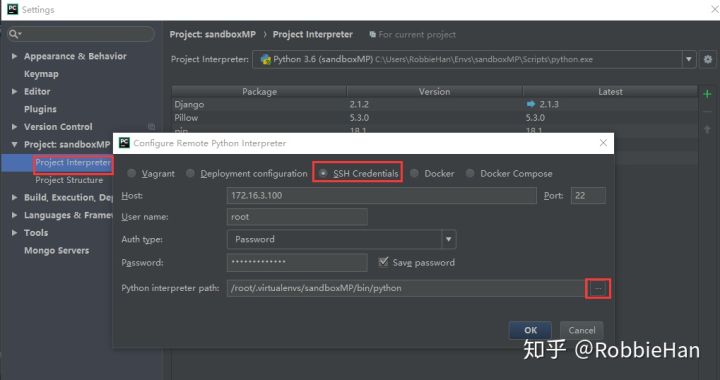 PC Settings
Project: sandboxMP › Project Interpreter For current project
Appearance & Behavior
Keymap
Editor
Plugins
Version Control
Project: sandboxMP
Project Interpreter
Project Structure
Build, Execution, Dep
Languages & Framew
Tools
Mongo Servers
Project Interpreter: Python 3.6 (sandboxMP) C:\Users\RobbieHan\Envs\sandboxMP\Scripts\python.exe
Package Version Latest
Django 2.1.2 2.1.3
Pillow 5.3.0 5.3.0
pip 18.1 18.1
PC Configure Remote Python Interpreter
Vagrant Deployment configuration SSH Credentials Docker Docker Compose
Host: 172.16.3.100 Port: 22
User name: root
Auth type: Password
Password: ••••••••••••• Save password
Python interpreter path: /root/.virtualenvs/sandboxMP/bin/python ...
OK Cancel
知乎 @RobbieHan